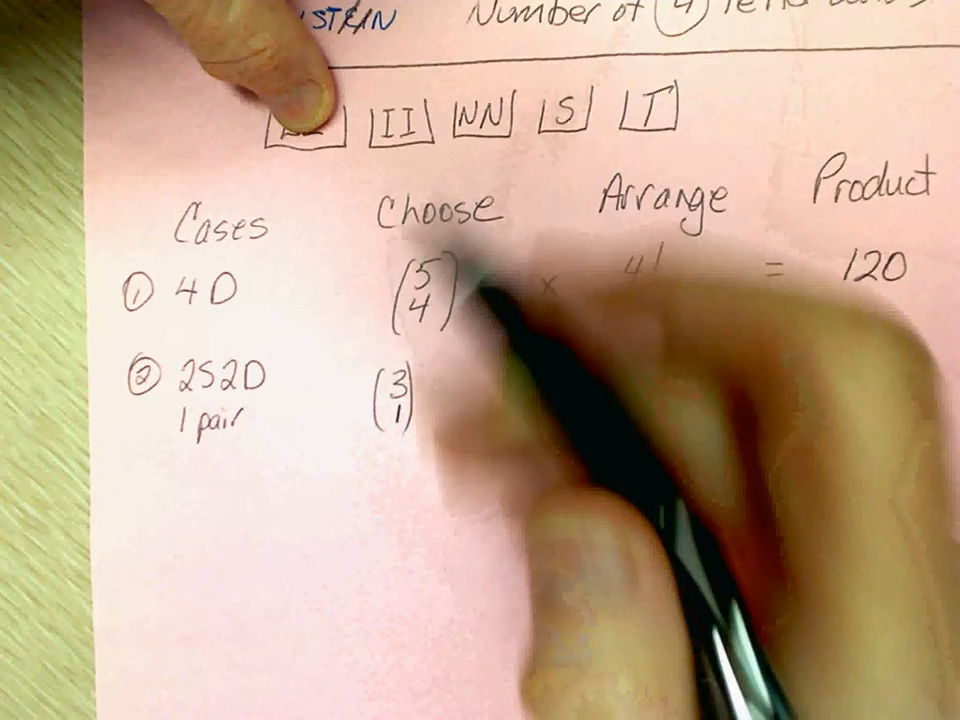 Number of 4
II NN S T
Cases Choose Arrange Product
① 4D (5 4) x 4! = 120
② 2S2D (3 1)
1 pair